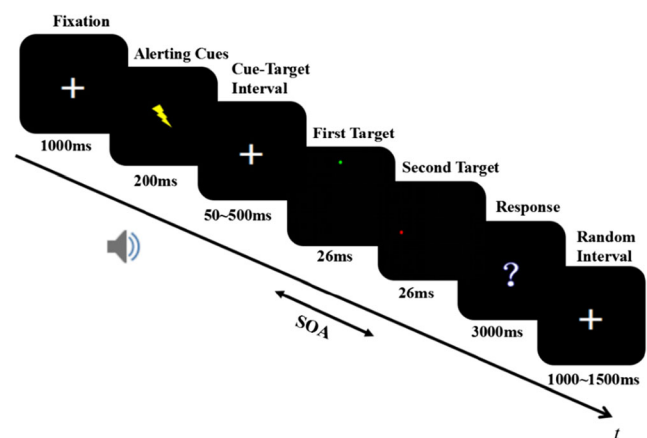 Fixation
Alerting Cues
Cue-Target
Interval
First Target
Second Target
Response
Random
Interval
1000ms
200ms
50~500ms
26ms
26ms
?
3000ms
1000~1500ms
SOA
t